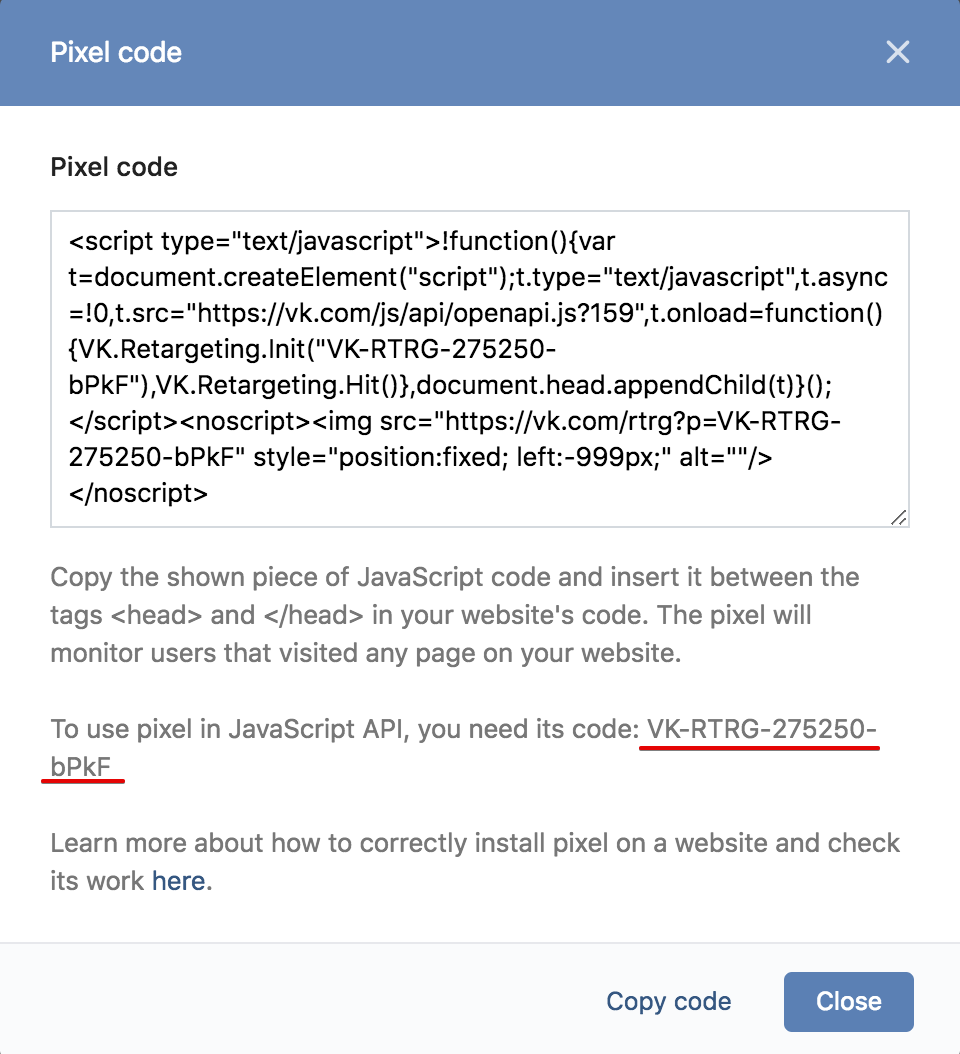 Pixel code
Pixel code
<script type="text/javascript">!function(){var
t=document.createElement("script");t.type="text/javascript",t.async
=!0,t.src="https://vk.com/js/api/openapi.js?159",t.onload=function()
{VK.Retargeting.Init("VK-RTRG-275250-
bPkF"),VK.Retargeting.Hit()},document.head.appendChild(t)}();
</script><noscript><img src="https://vk.com/rtrg?p=VK-RTRG-
275250-bPkF" style="position:fixed; left:-999px;" alt=""/>
</noscript>
Copy the shown piece of JavaScript code and insert it between the
tags <head> and </head> in your website's code. The pixel will
monitor users that visited any page on your website.
To use pixel in JavaScript API, you need its code: VK-RTRG-275250-
bPkF
Learn more about how to correctly install pixel on a website and check
its work here.
Copy code
Close